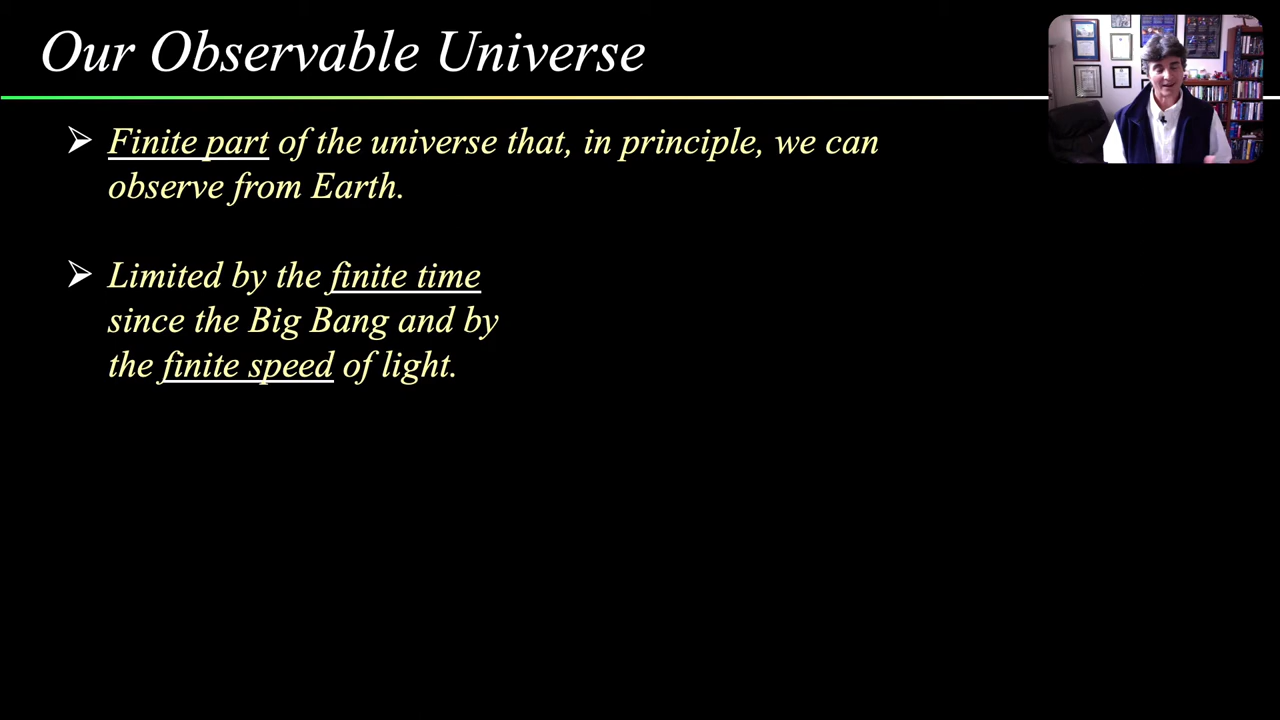 Our Observable Universe
➢ Finite part of the universe that, in principle, we can
observe from Earth.
➢ Limited by the finite time
since the Big Bang and by
the finite speed of light.